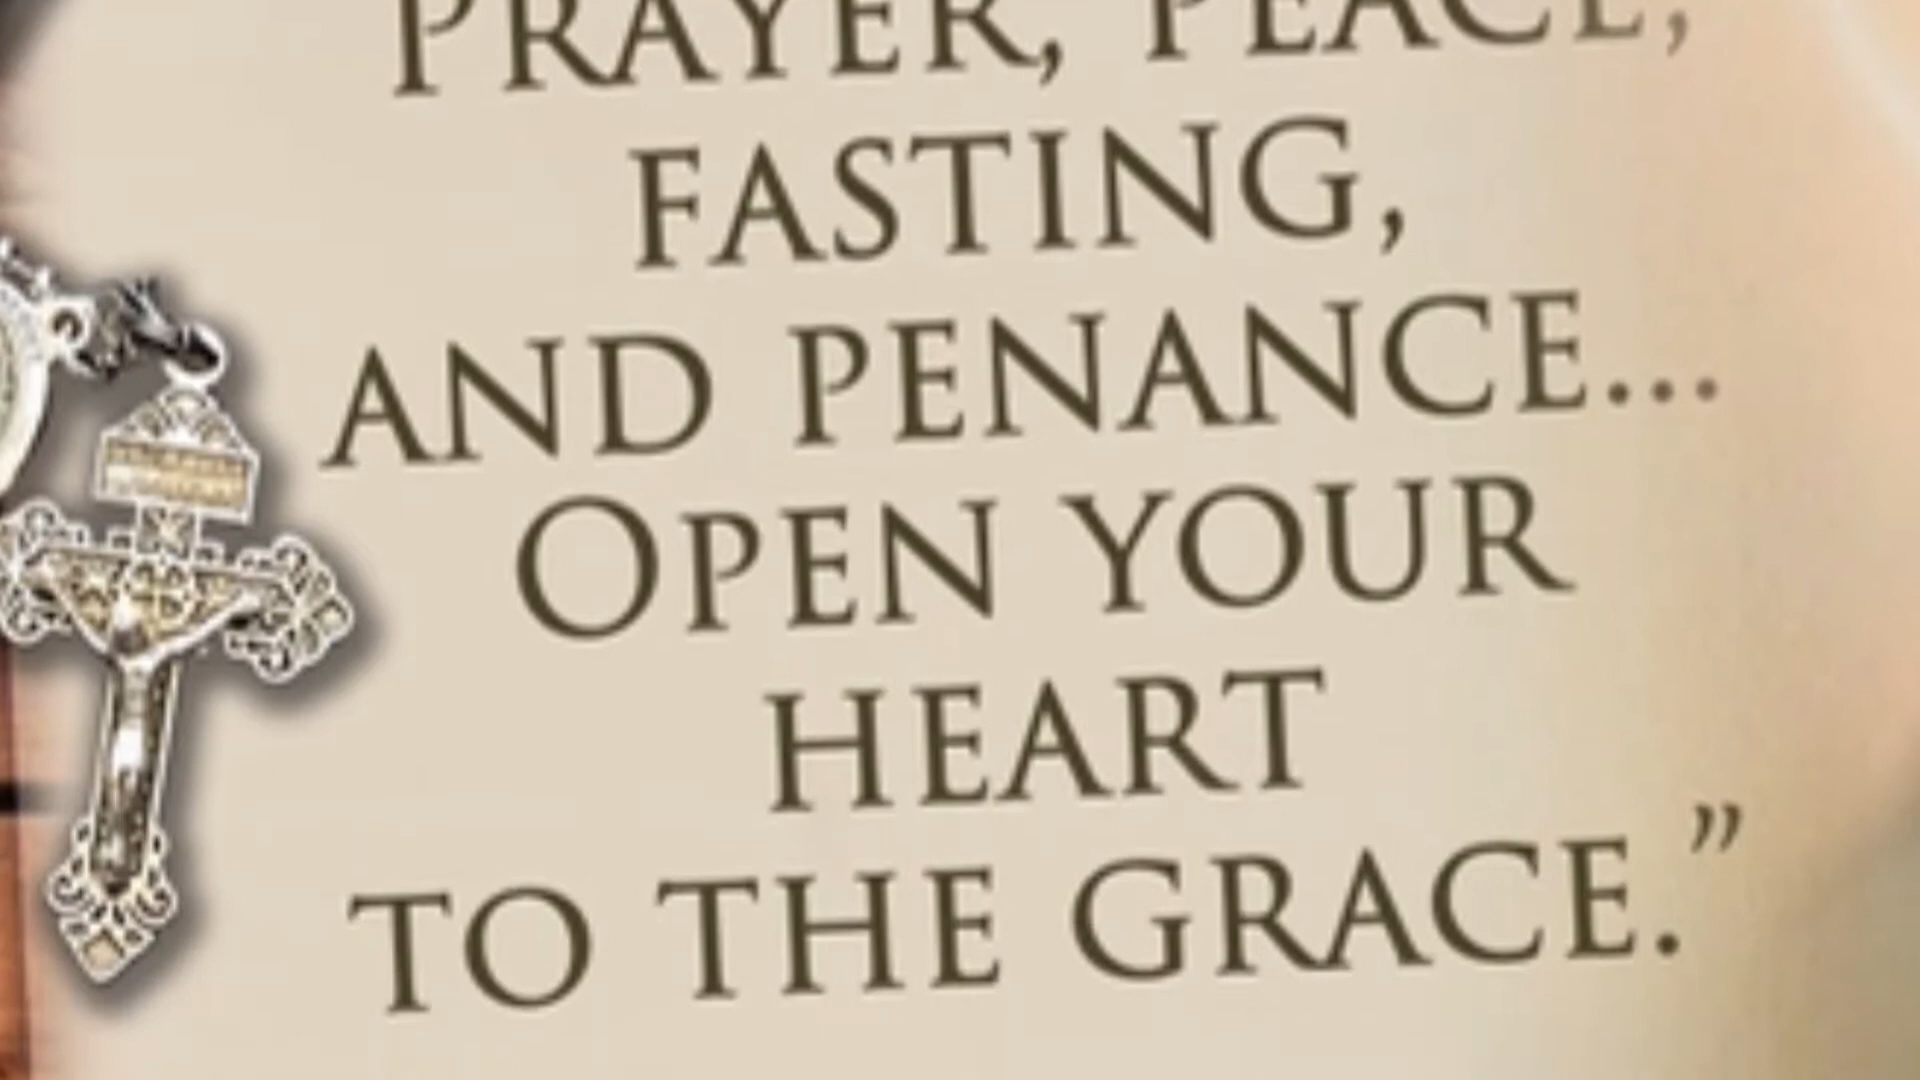 PRAYER, PEACE,
FASTING,
AND PENANCE...
OPEN YOUR
HEART
TO THE GRACE.”